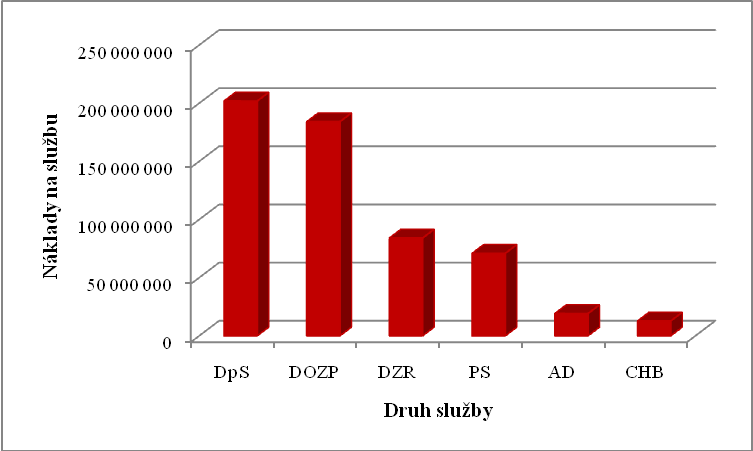 Náklady na službu
250 000 000
200 000 000
150 000 000
100 000 000
50 000 000
0
DpS DOZP DZR PS AD CHB
Druh služby